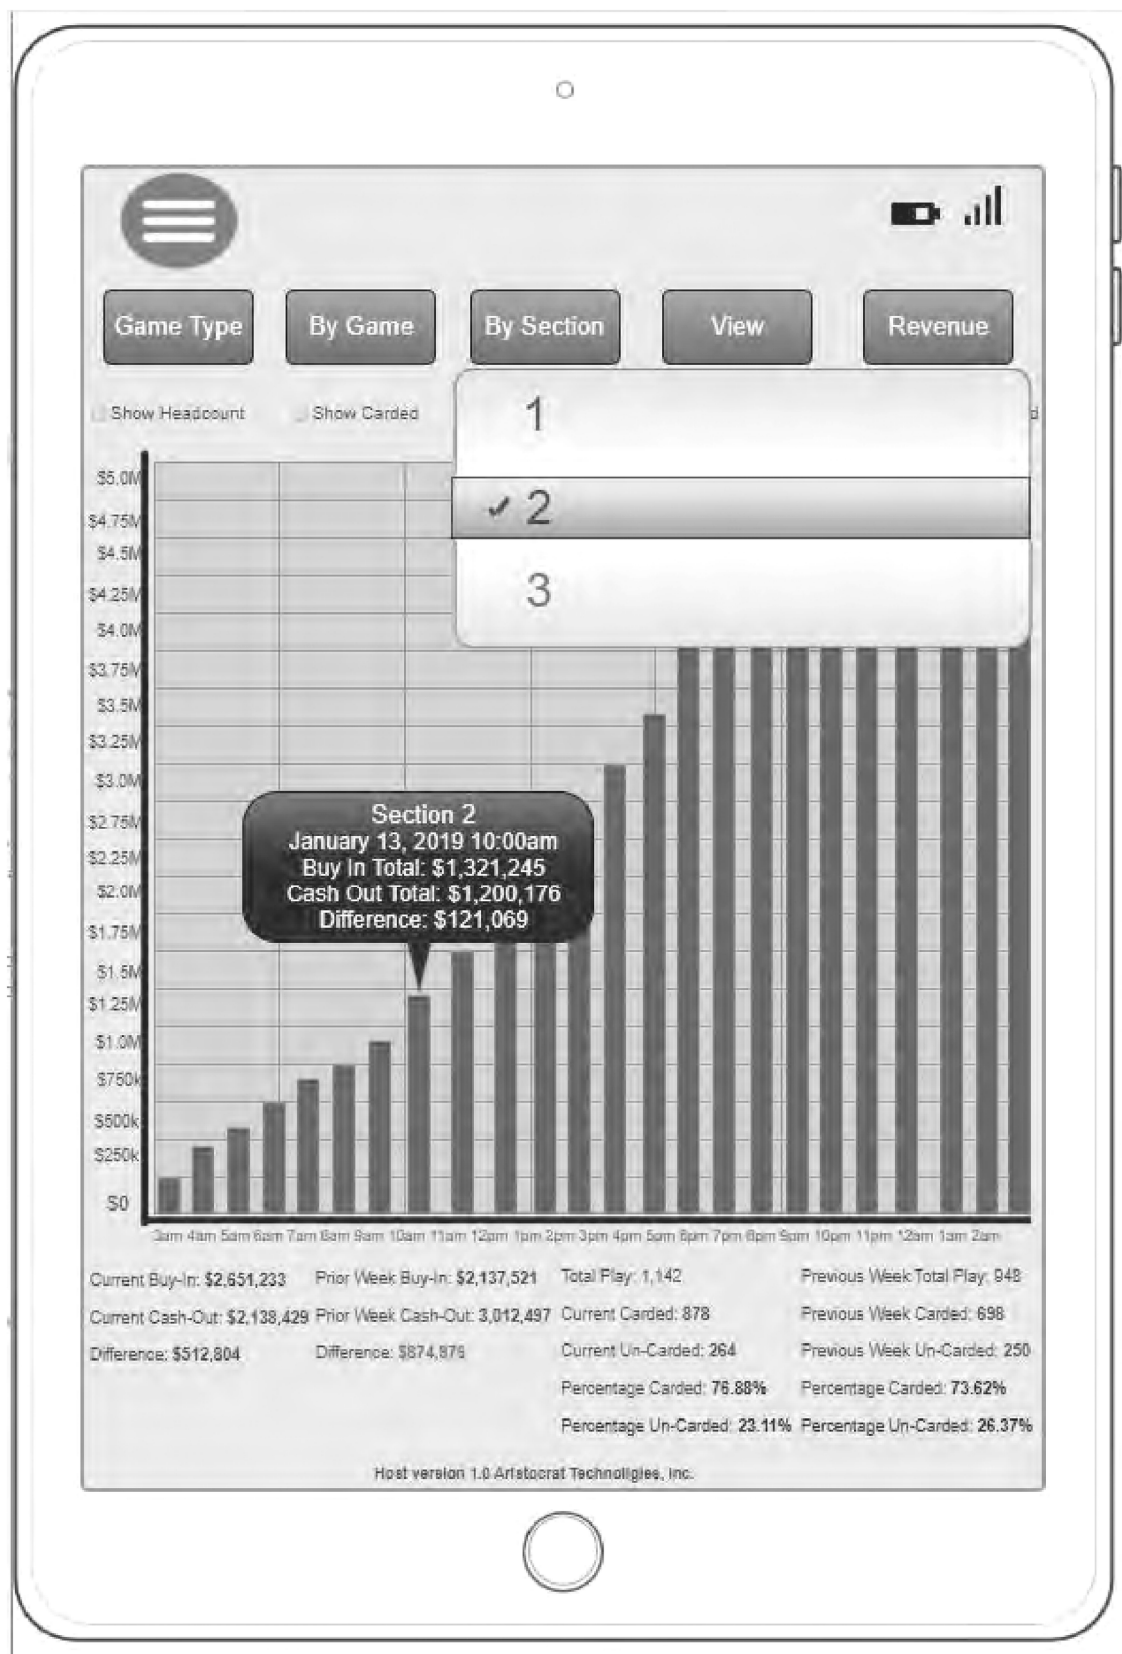 Game Type By Game By Section View Revenue
Show Headcount Show Carded
1
✓ 2
3
$5.0M
$4.75M
$4.5M
$4.25M
$4.0M
$3.75M
$3.5M
$3.25M
$3.0M
$2.75M
$2.25M
$2.0M
$1.75M
$1.5M
$1.25M
$1.0M
$750k
$500k
$250k
$0
Section 2
January 13, 2019 10:00am
Buy In Total: $1,321,245
Cash Out Total: $1,200,176
Difference: $121,069
3am 4am 5am 6am 7am 8am 9am 10am 11am 12pm 1pm 2pm 3pm 4pm 5pm 6pm 7pm 8pm 9pm 10pm 11pm 12am 1am 2am
Current Buy-In: $2,651,233 Prior Week Buy-In: $2,137,521 Total Play: 1,142 Previous Week Total Play: 948
Current Cash-Out: $2,138,429 Prior Week Cash-Out: 3,012,497 Current Carded: 878 Previous Week Carded: 698
Difference: $512,804 Difference: $874,976 Current Un-Carded: 264 Previous Week Un-Carded: 250
Percentage Carded: 76.88% Percentage Carded: 73.62%
Percentage Un-Carded: 23.11% Percentage Un-Carded: 26.37%
Host version 1.0 Aristocrat Technoligies, Inc.